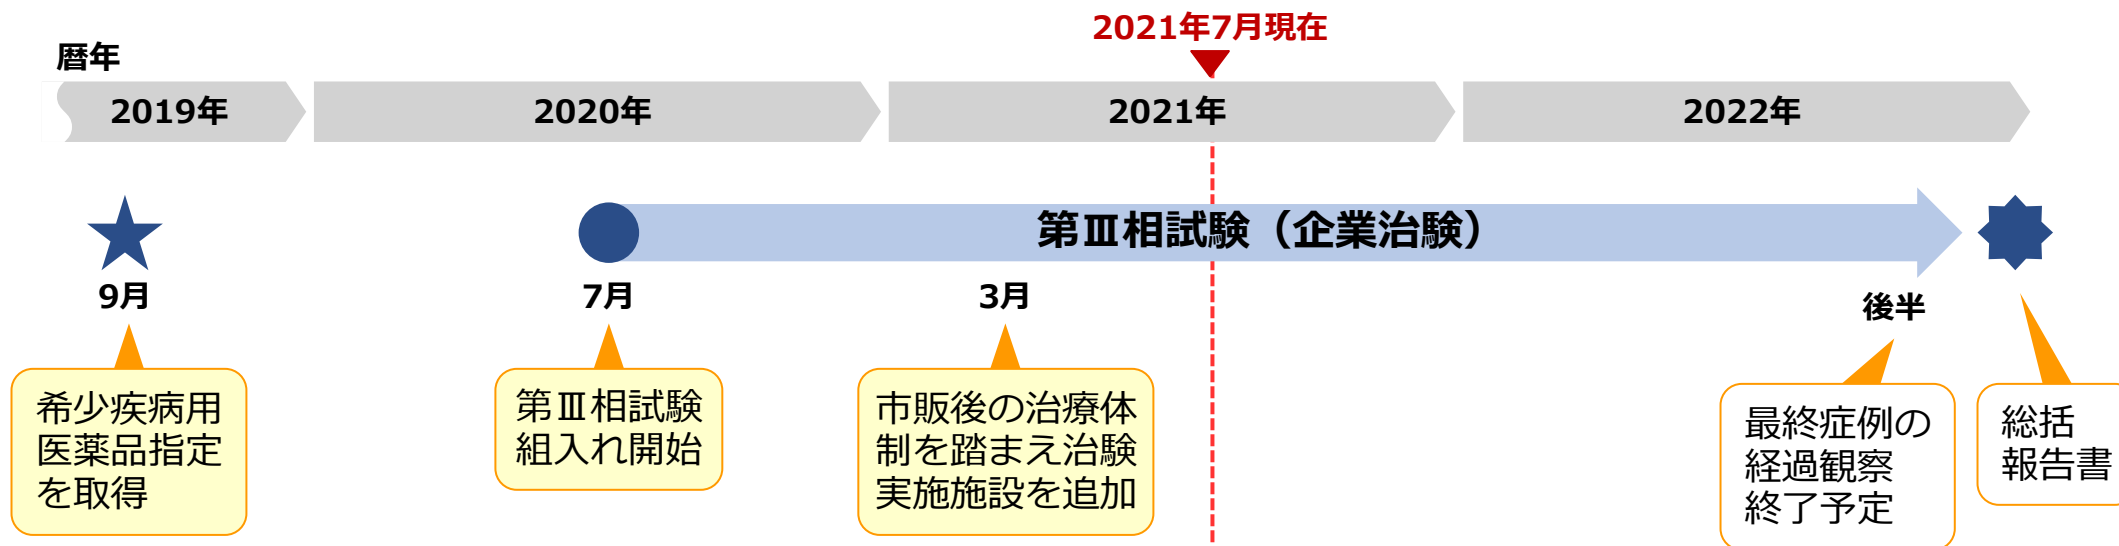 2021年7月現在
暦年
2019年
2020年
2021年
2022年
第Ⅲ相試験（企業治験）
9月
7月
3月
後半
希少疾病用
医薬品指定
を取得
第Ⅲ相試験
組入れ開始
市販後の治療体
制を踏まえ治験
実施施設を追加
最終症例の
経過観察
終了予定
総括
報告書